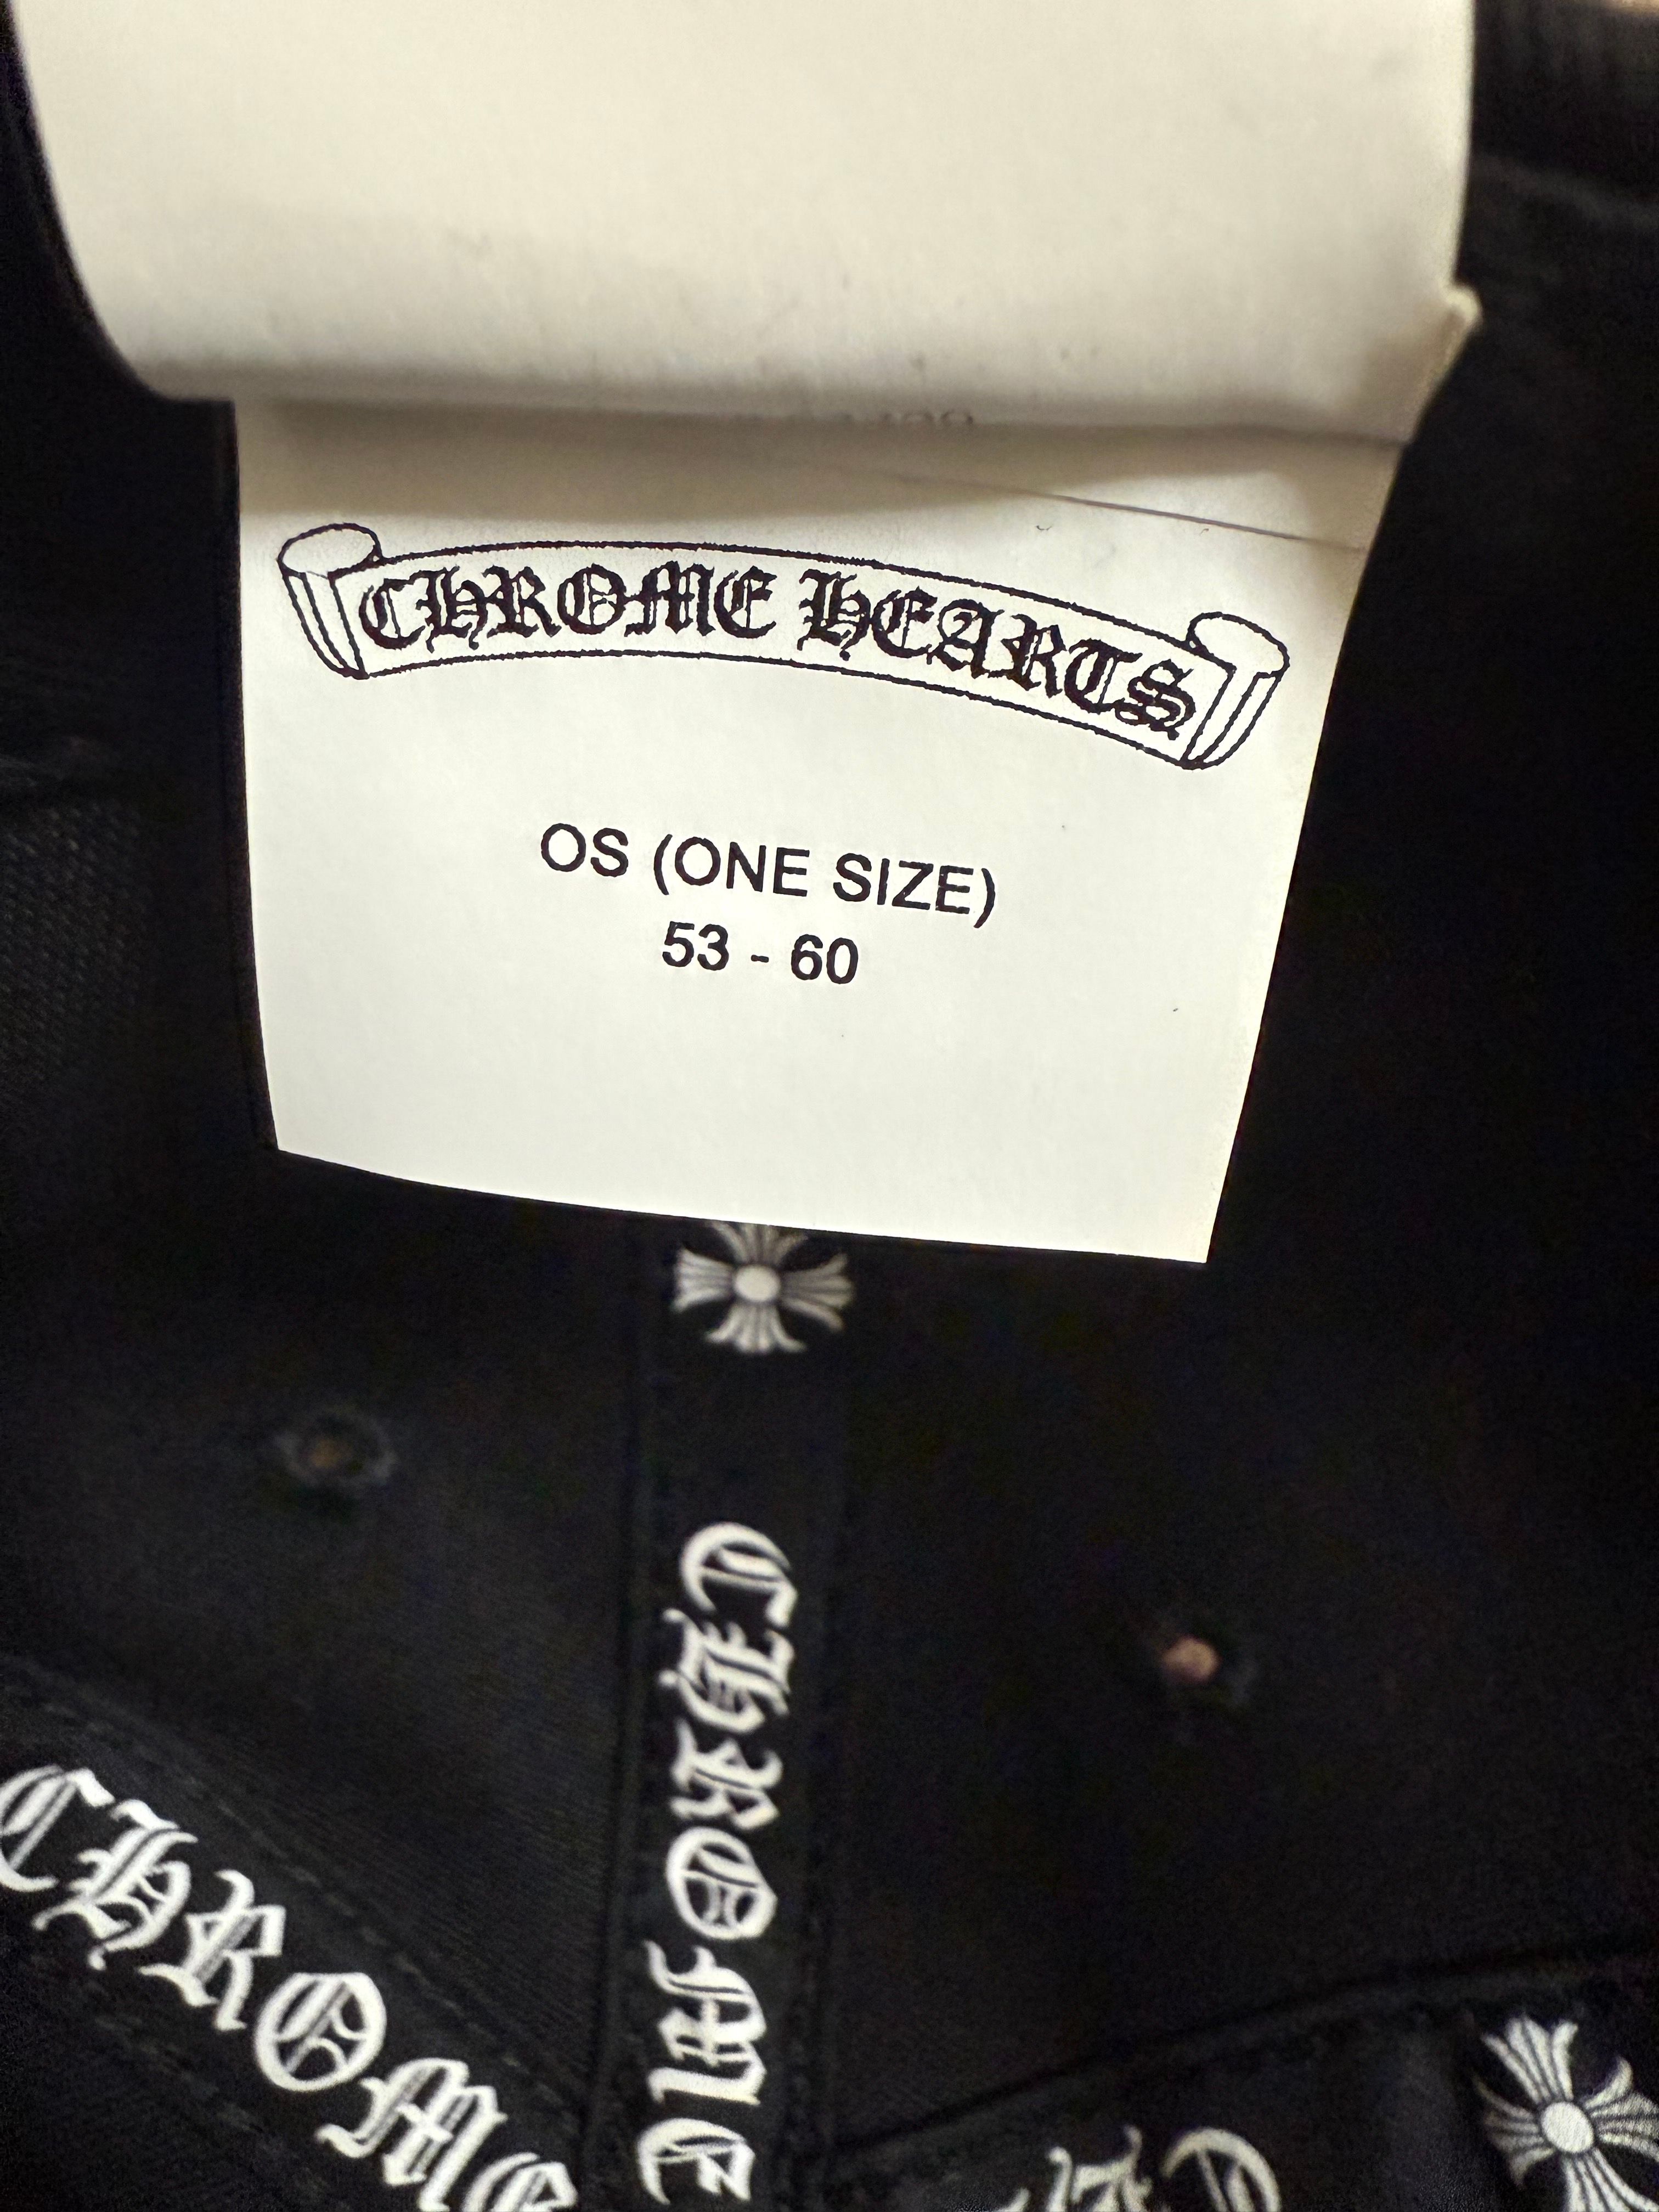 CHROME HEARTS
OS (ONE SIZE)
53 - 60
CHROME
CHROME